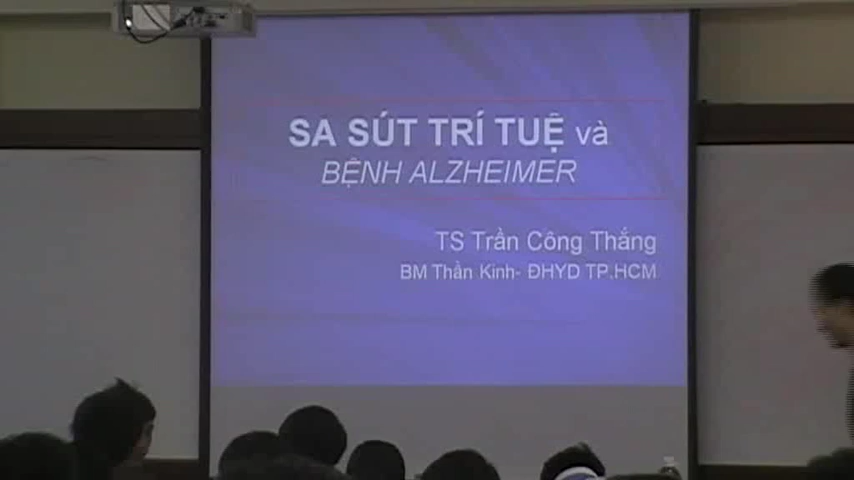 SA SÚT TRÍ TUỆ và
BỆNH ALZHEIMER
TS Trần Công Thắng
BM Thần Kinh- ĐHYD TP.HCM